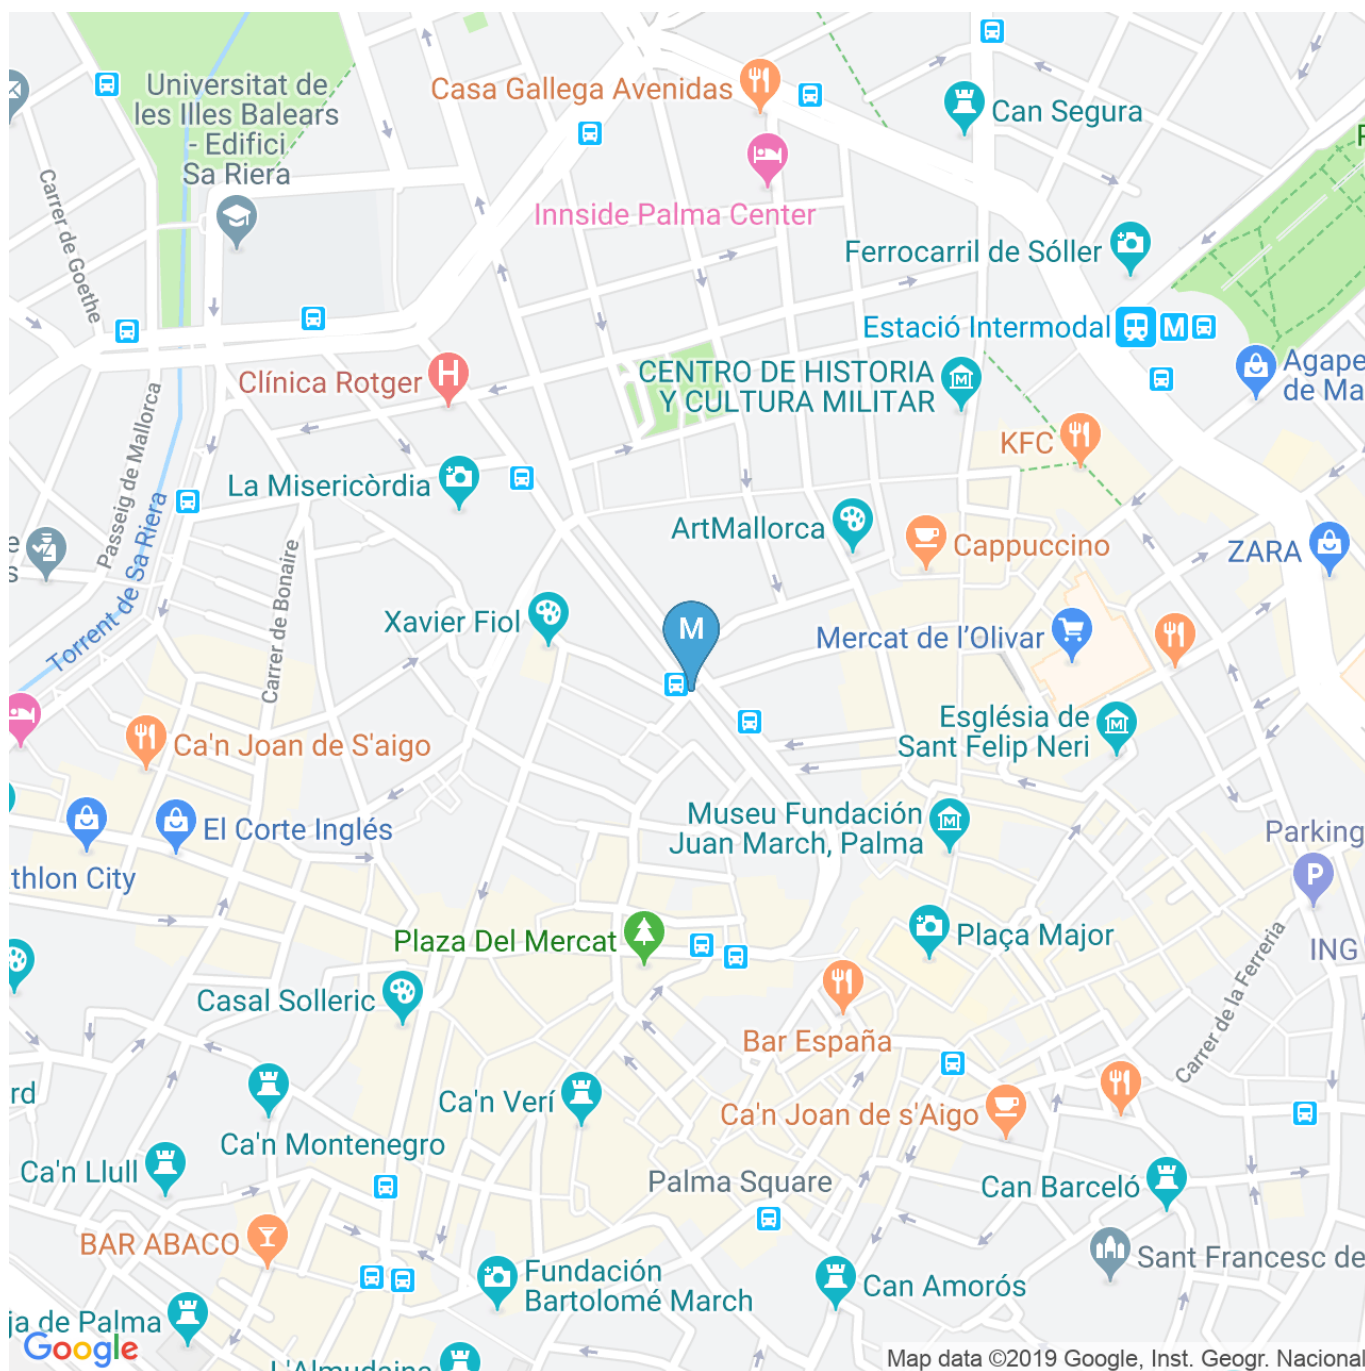 Universitat de
les Illes Balears
- Edifici
Sa Riera
Casa Gallega Avenidas
Can Segura
Innside Palma Center
Carrer de Goethe
Ferrocarril de Sóller
Estació Intermodal
M
Clínica Rotger
H
CENTRO DE HISTORIA
Y CULTURA MILITAR
Agape
de Ma
Passeig de Mallorca
KFC
La Misericòrdia
Torrent de Sa Riera
Carrer de Bonaire
ArtMallorca
Cappuccino
ZARA
Xavier Fiol
M
Mercat de l'Olivar
Ca'n Joan de S'aigo
Església de
Sant Felip Neri
El Corte Inglés
Museu Fundación
Juan March, Palma
Parking
P
thlon City
Plaza Del Mercat
Plaça Major
ING
Casal Solleric
Carrer de la Ferreria
Bar España
rd
Ca'n Verí
Ca'n Joan de s'Aigo
Ca'n Montenegro
Ca'n Llull
Palma Square
Can Barceló
BAR ABACO
Fundación
Bartolomé March
Can Amorós
Sant Francesc de
ja de Palma
Google
L'Almudaina
Map data ©2019 Google, Inst. Geogr. Nacional